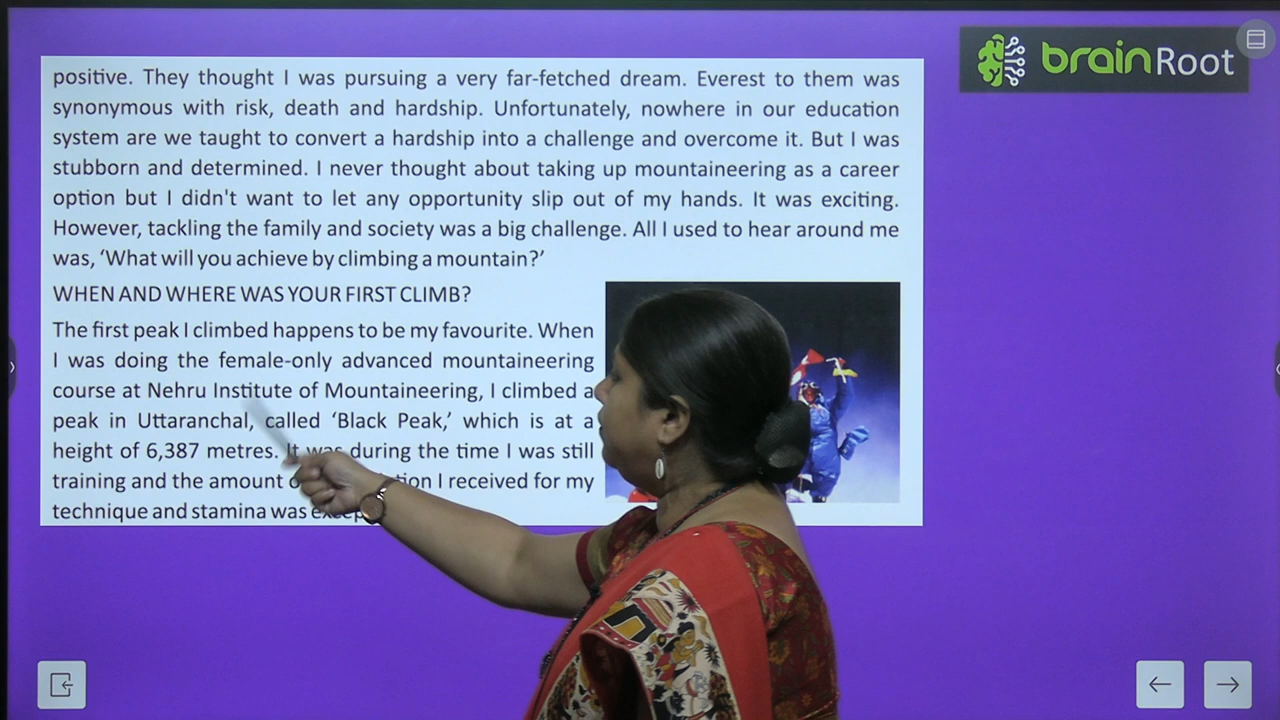 brainRoot
positive. They thought I was pursuing a very far-fetched dream. Everest to them was
synonymous with risk, death and hardship. Unfortunately, nowhere in our education
system are we taught to convert a hardship into a challenge and overcome it. But I was
stubborn and determined. I never thought about taking up mountaineering as a career
option but I didn't want to let any opportunity slip out of my hands. It was exciting.
However, tackling the family and society was a big challenge. All I used to hear around me
was, ‘What will you achieve by climbing a mountain?’
WHEN AND WHERE WAS YOUR FIRST CLIMB?
The first peak I climbed happens to be my favourite. When
I was doing the female-only advanced mountaineering
course at Nehru Institute of Mountaineering, I climbed a
peak in Uttaranchal, called ‘Black Peak,’ which is at a
height of 6,387 metres. It was during the time I was still
training and the amount I received for my
technique and stamina was